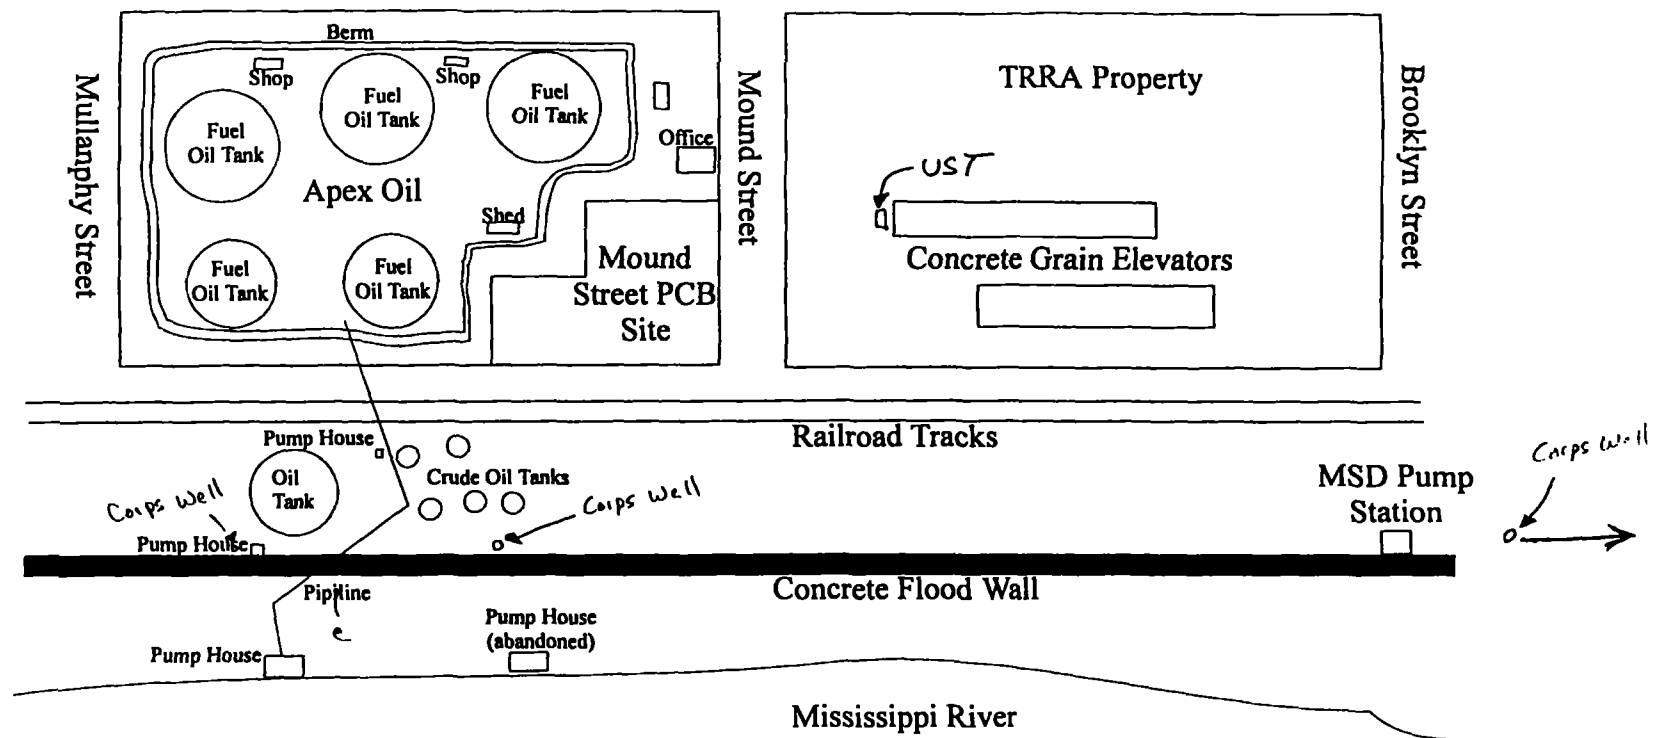 Berm
Shop
Shop
Fuel
Oil Tank
Fuel
Oil Tank
Fuel
Oil Tank
Office
Apex Oil
Shed
Fuel
Oil Tank
Fuel
Oil Tank
Mound
Street PCB
Site
Mullanphy Street
Mound Street
TRRA Property
UST
Concrete Grain Elevators
Brooklyn Street
Railroad Tracks
Pump House
Oil
Tank
Crude Oil Tanks
Corps Well
Corps Well
Pump House
MSD Pump
Station
Corps Well
Concrete Flood Wall
Pipline
e
Pump House
(abandoned)
Pump House
Mississippi River